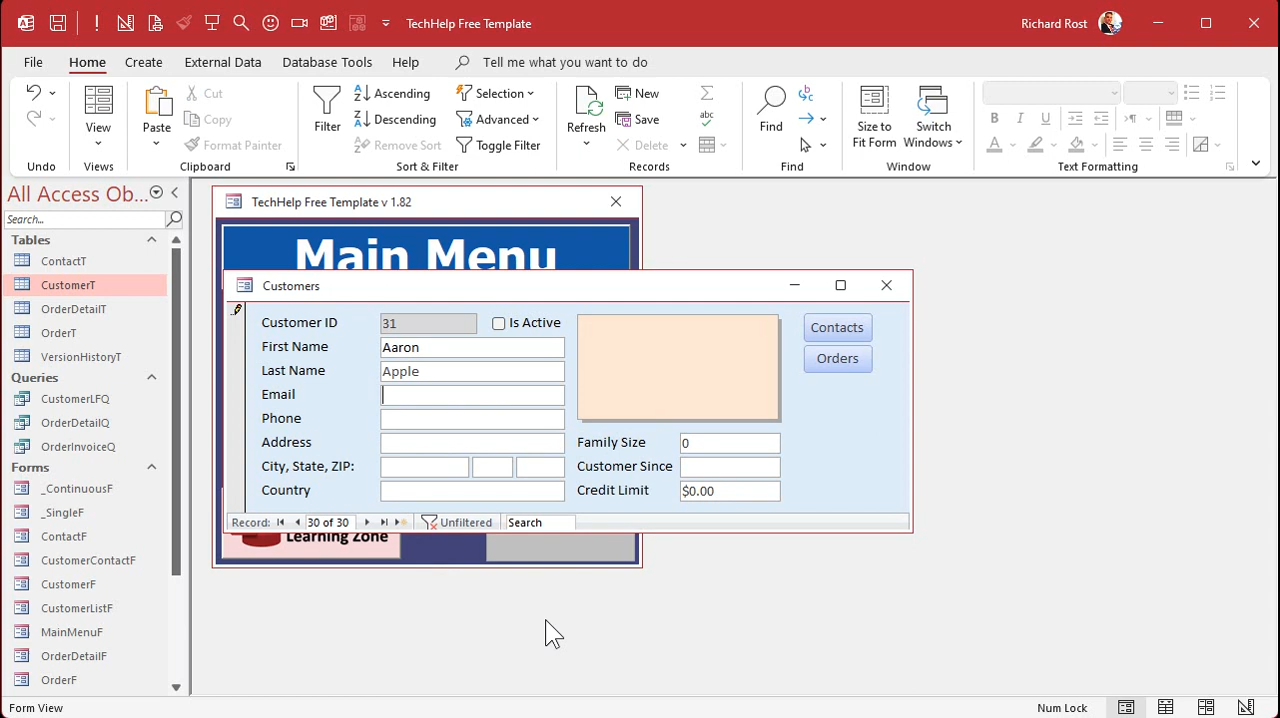 TechHelp Free Template
Richard Rost
File
Home
Create
External Data
Database Tools
Help
Tell me what you want to do
View
Paste
Cut
Copy
Format Painter
Filter
Ascending
Descending
Remove Sort
Selection
Advanced
Toggle Filter
Refresh
New
Save
Delete
Find
Size to
Fit Form
Switch
Windows
B I U
A
Undo
Views
Clipboard
Sort & Filter
Records
Find
Window
Text Formatting
All Access Ob...
Search...
Tables
ContactT
CustomerT
OrderDetailT
OrderT
VersionHistoryT
Queries
CustomerLFQ
OrderDetailQ
OrderInvoiceQ
Forms
_ContinuousF
_SingleF
ContactF
CustomerContactF
CustomerF
CustomerListF
MainMenuF
OrderDetailF
OrderF
TechHelp Free Template v 1.82
Main Menu
Customers
Customer ID 31 Is Active
First Name Aaron
Last Name Apple
Email
Phone
Address
City, State, ZIP:
Country
Contacts
Orders
Family Size 0
Customer Since
Credit Limit $0.00
Record: 30 of 30 Unfiltered Search
Learning Zone
Form View
Num Lock